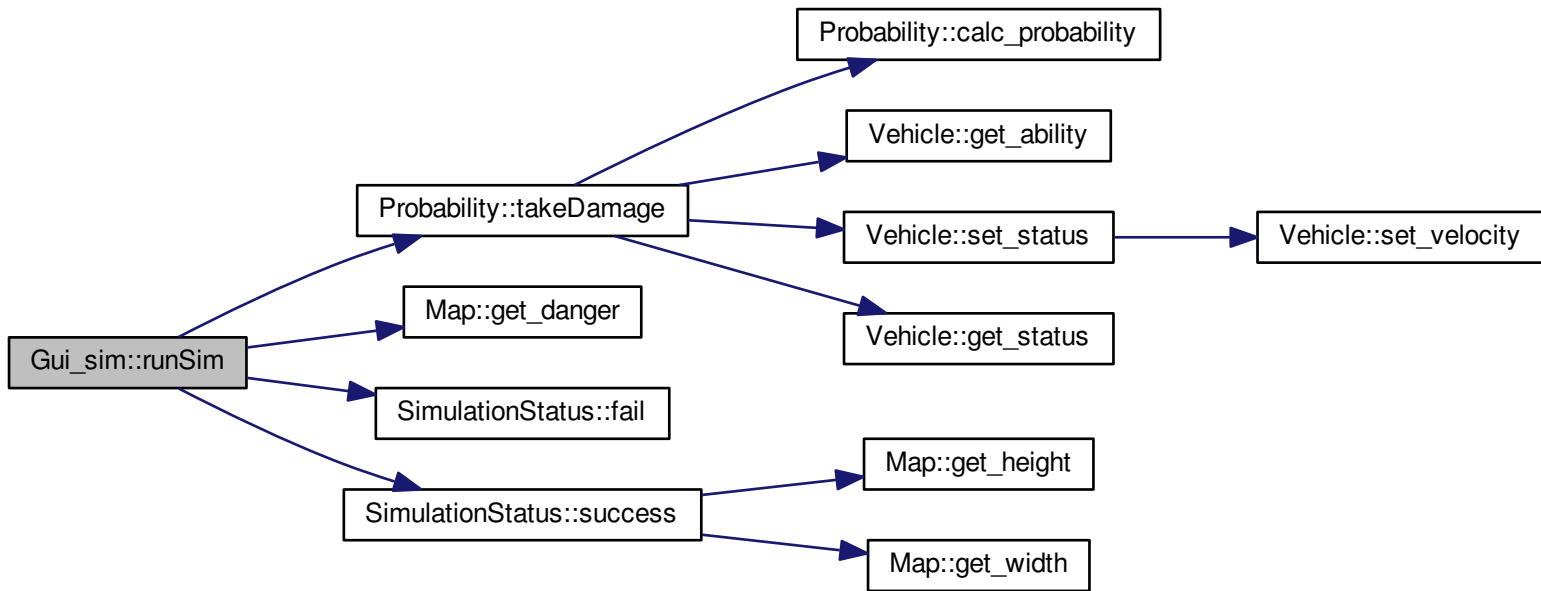 Probability::calc_probability
Vehicle::get_ability
Probability::takeDamage
Vehicle::set_status
Vehicle::set_velocity
Map::get_danger
Vehicle::get_status
Gui_sim::runSim
SimulationStatus::fail
Map::get_height
SimulationStatus::success
Map::get_width